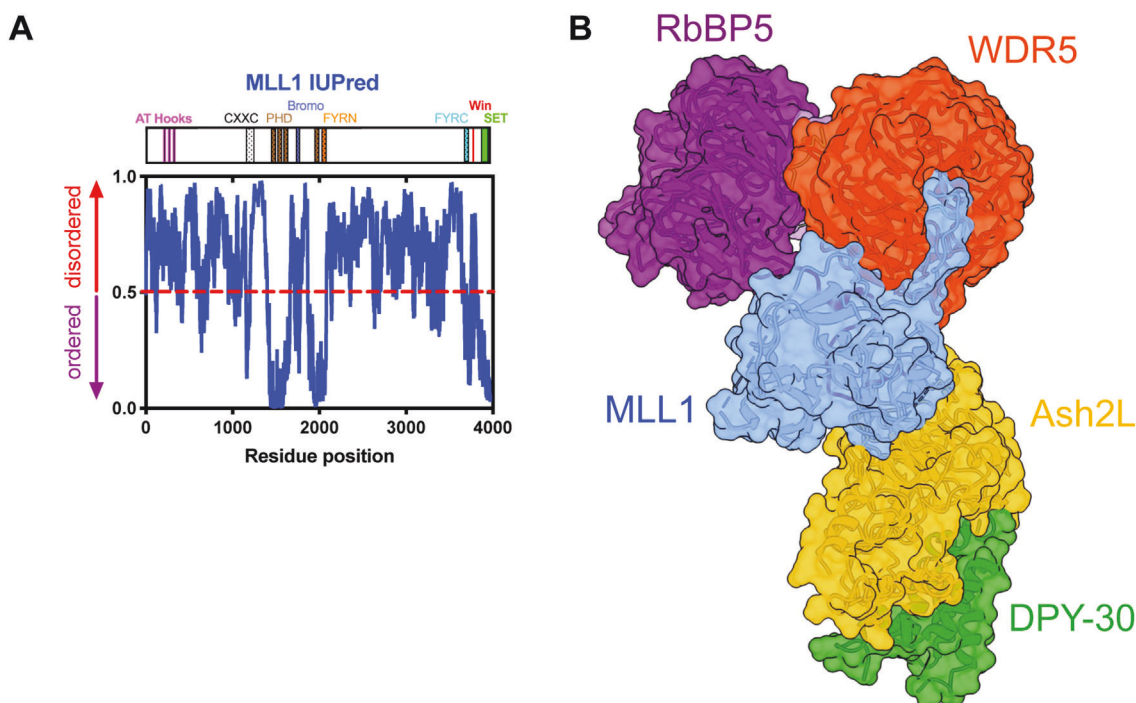 A
MLL1 IUPred
Bromo
Win
AT Hooks
CXXC
PHD
FYRN
FYRC
SET
1.0
0.5
0.0
disordered
ordered
0
1000
2000
3000
4000
Residue position
B
RbBP5
WDR5
MLL1
Ash2L
DPY-30